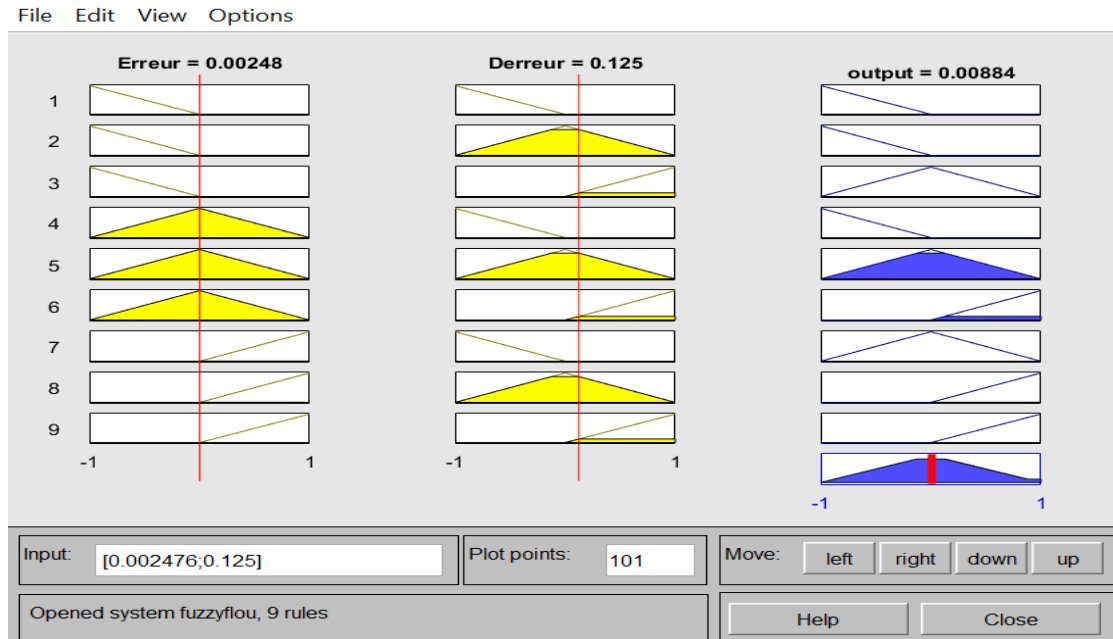 File Edit View Options
Erreur = 0.00248
Derreur = 0.125
output = 0.00884
1
2
3
4
5
6
7
8
9
-1 1
-1 1
-1 1
Input: [0.002476;0.125]
Plot points: 101
Move: left right down up
Opened system fuzzyflou, 9 rules
Help Close